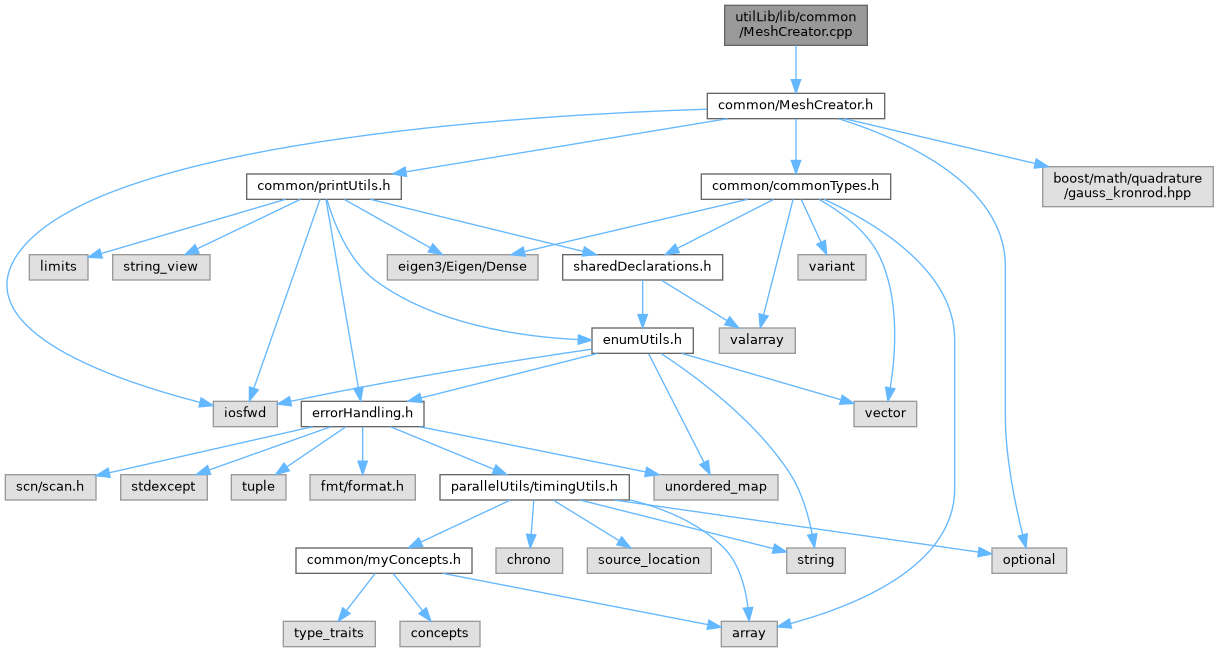 utilLib/lib/common
/MeshCreator.cpp
common/MeshCreator.h
common/printUtils.h
common/commonTypes.h
boost/math/quadrature
/gauss_kronrod.hpp
limits
string_view
eigen3/Eigen/Dense
sharedDeclarations.h
variant
enumUtils.h
valarray
iosfwd
errorHandling.h
vector
scn/scan.h
stdexcept
tuple
fmt/format.h
parallelUtils/timingUtils.h
unordered_map
common/myConcepts.h
chrono
source_location
string
optional
type_traits
concepts
array